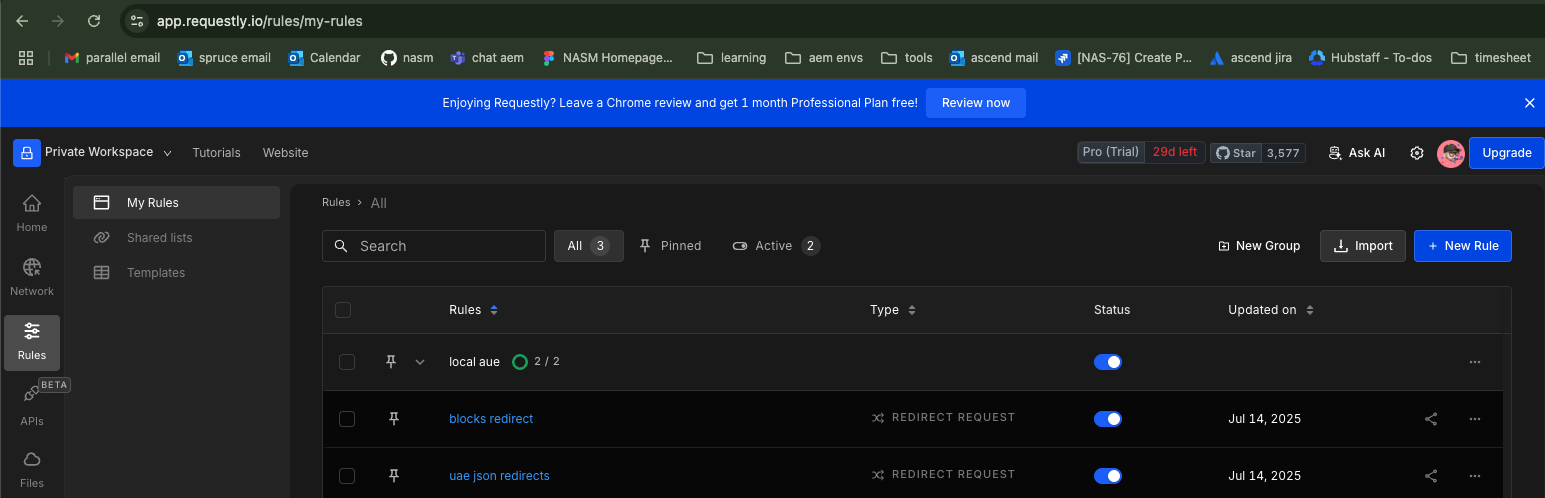 app.requestly.io/rules/my-rules
parallel email spruce email Calendar nasm chat aem NASM Homepage... learning aem envs tools ascend mail [NAS-76] Create P... ascend jira Hubstaff - To-dos timesheet
Enjoying Requestly? Leave a Chrome review and get 1 month Professional Plan free! Review now
Private Workspace Tutorials Website Pro (Trial) 29d left Star 3,577 Ask AI Upgrade
Home
Network
Rules
BETA
APIs
Files
My Rules
Shared lists
Templates
Rules > All
Search All 3 Pinned Active 2 New Group Import + New Rule
Rules Type Status Updated on
local aue 2 / 2
blocks redirect REDIRECT REQUEST Jul 14, 2025
uae json redirects REDIRECT REQUEST Jul 14, 2025